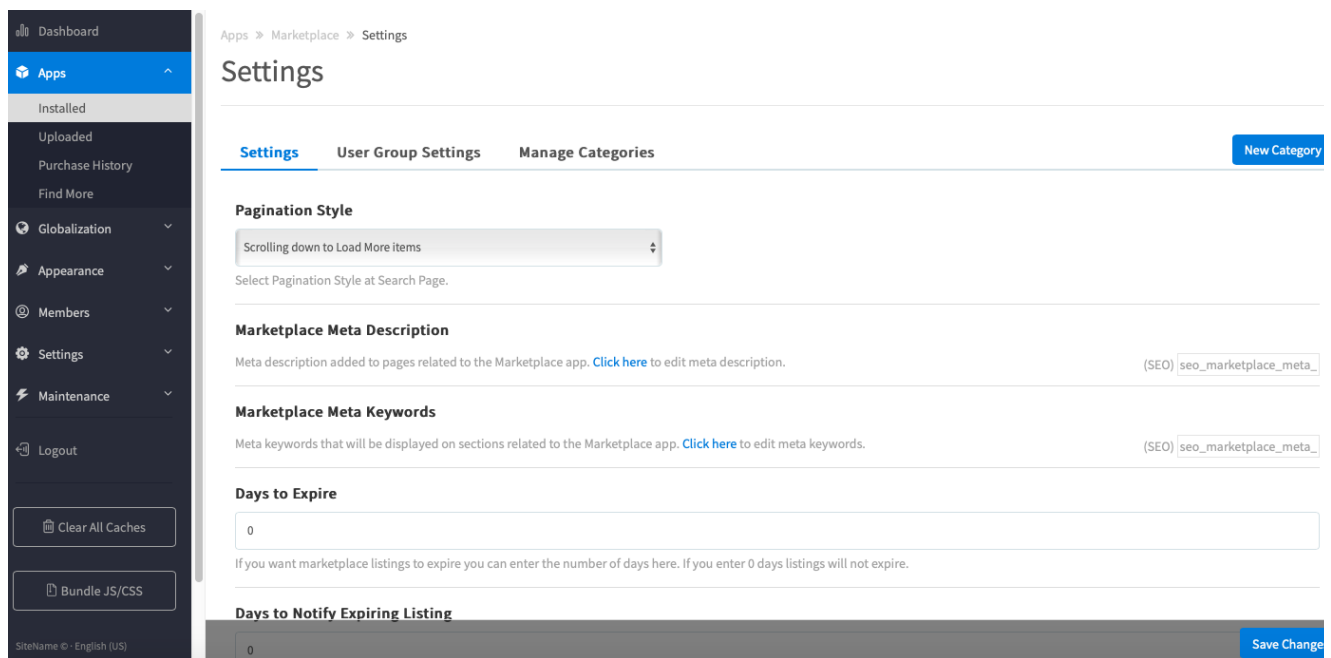 Dashboard
Apps
Installed
Uploaded
Purchase History
Find More
Globalization
Appearance
Members
Settings
Maintenance
Logout
Clear All Caches
Bundle JS/CSS
SiteName © · English (US)
Apps » Marketplace » Settings
Settings
Settings User Group Settings Manage Categories New Category
Pagination Style
Scrolling down to Load More items
Select Pagination Style at Search Page.
Marketplace Meta Description
Meta description added to pages related to the Marketplace app. Click here to edit meta description. (SEO) seo_marketplace_meta_
Marketplace Meta Keywords
Meta keywords that will be displayed on sections related to the Marketplace app. Click here to edit meta keywords. (SEO) seo_marketplace_meta_
Days to Expire
0
If you want marketplace listings to expire you can enter the number of days here. If you enter 0 days listings will not expire.
Days to Notify Expiring Listing
0
Save Change